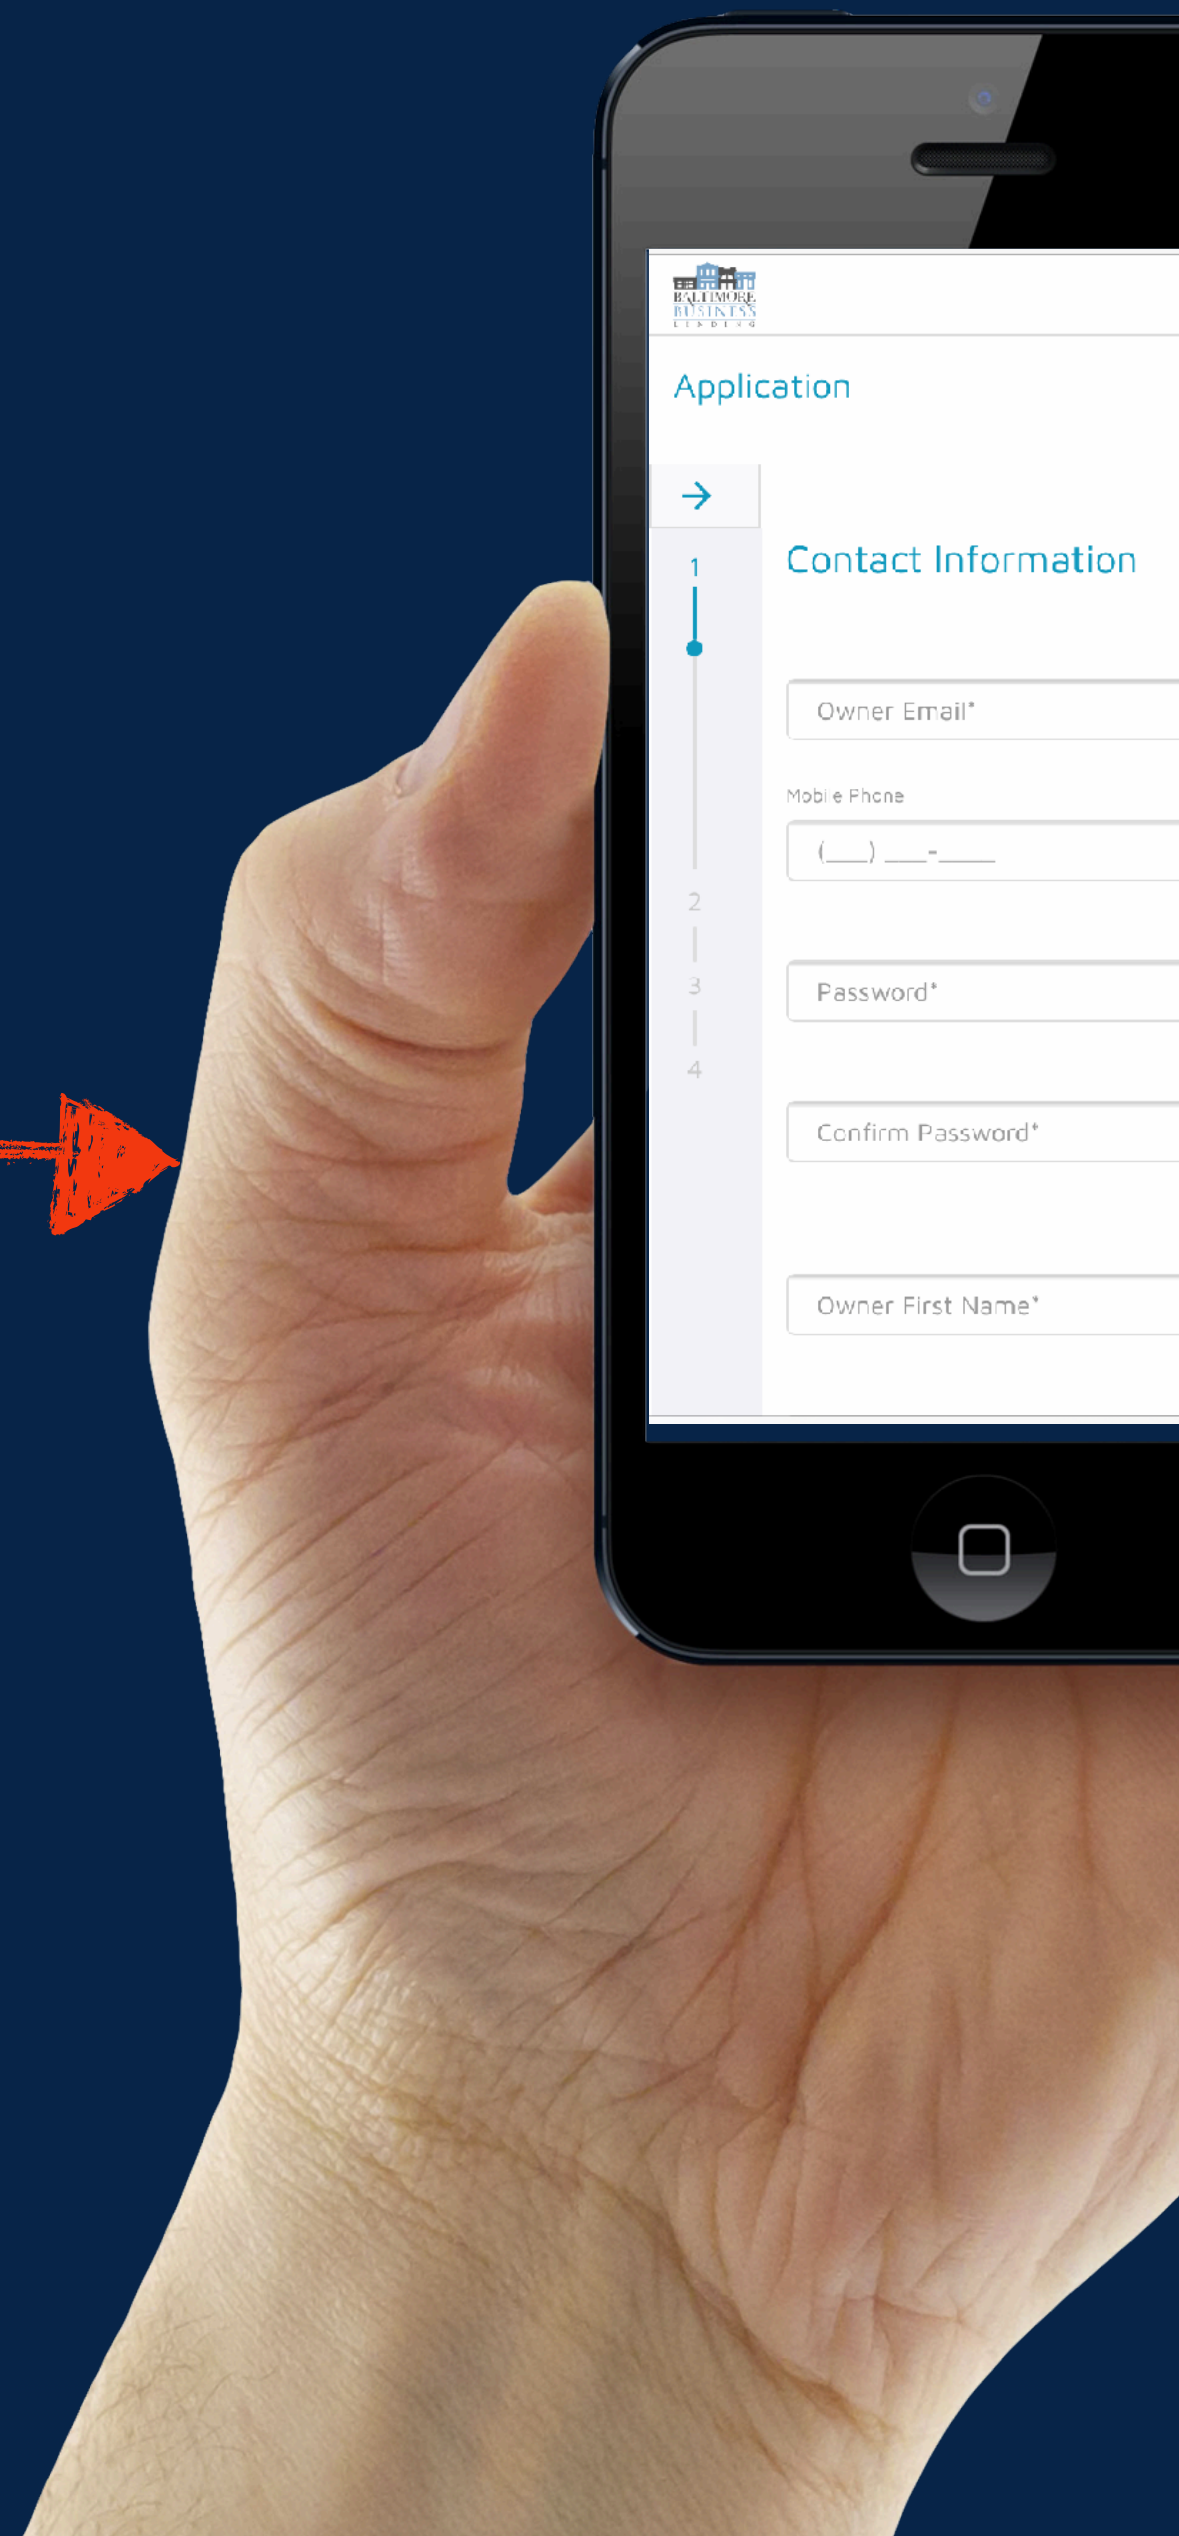 BALTIMORE
BUSINESS
LENDING
Application
1
Contact Information
Owner Email*
Mobile Phone
(___) ___-____
2
Password*
3
4
Confirm Password*
Owner First Name*